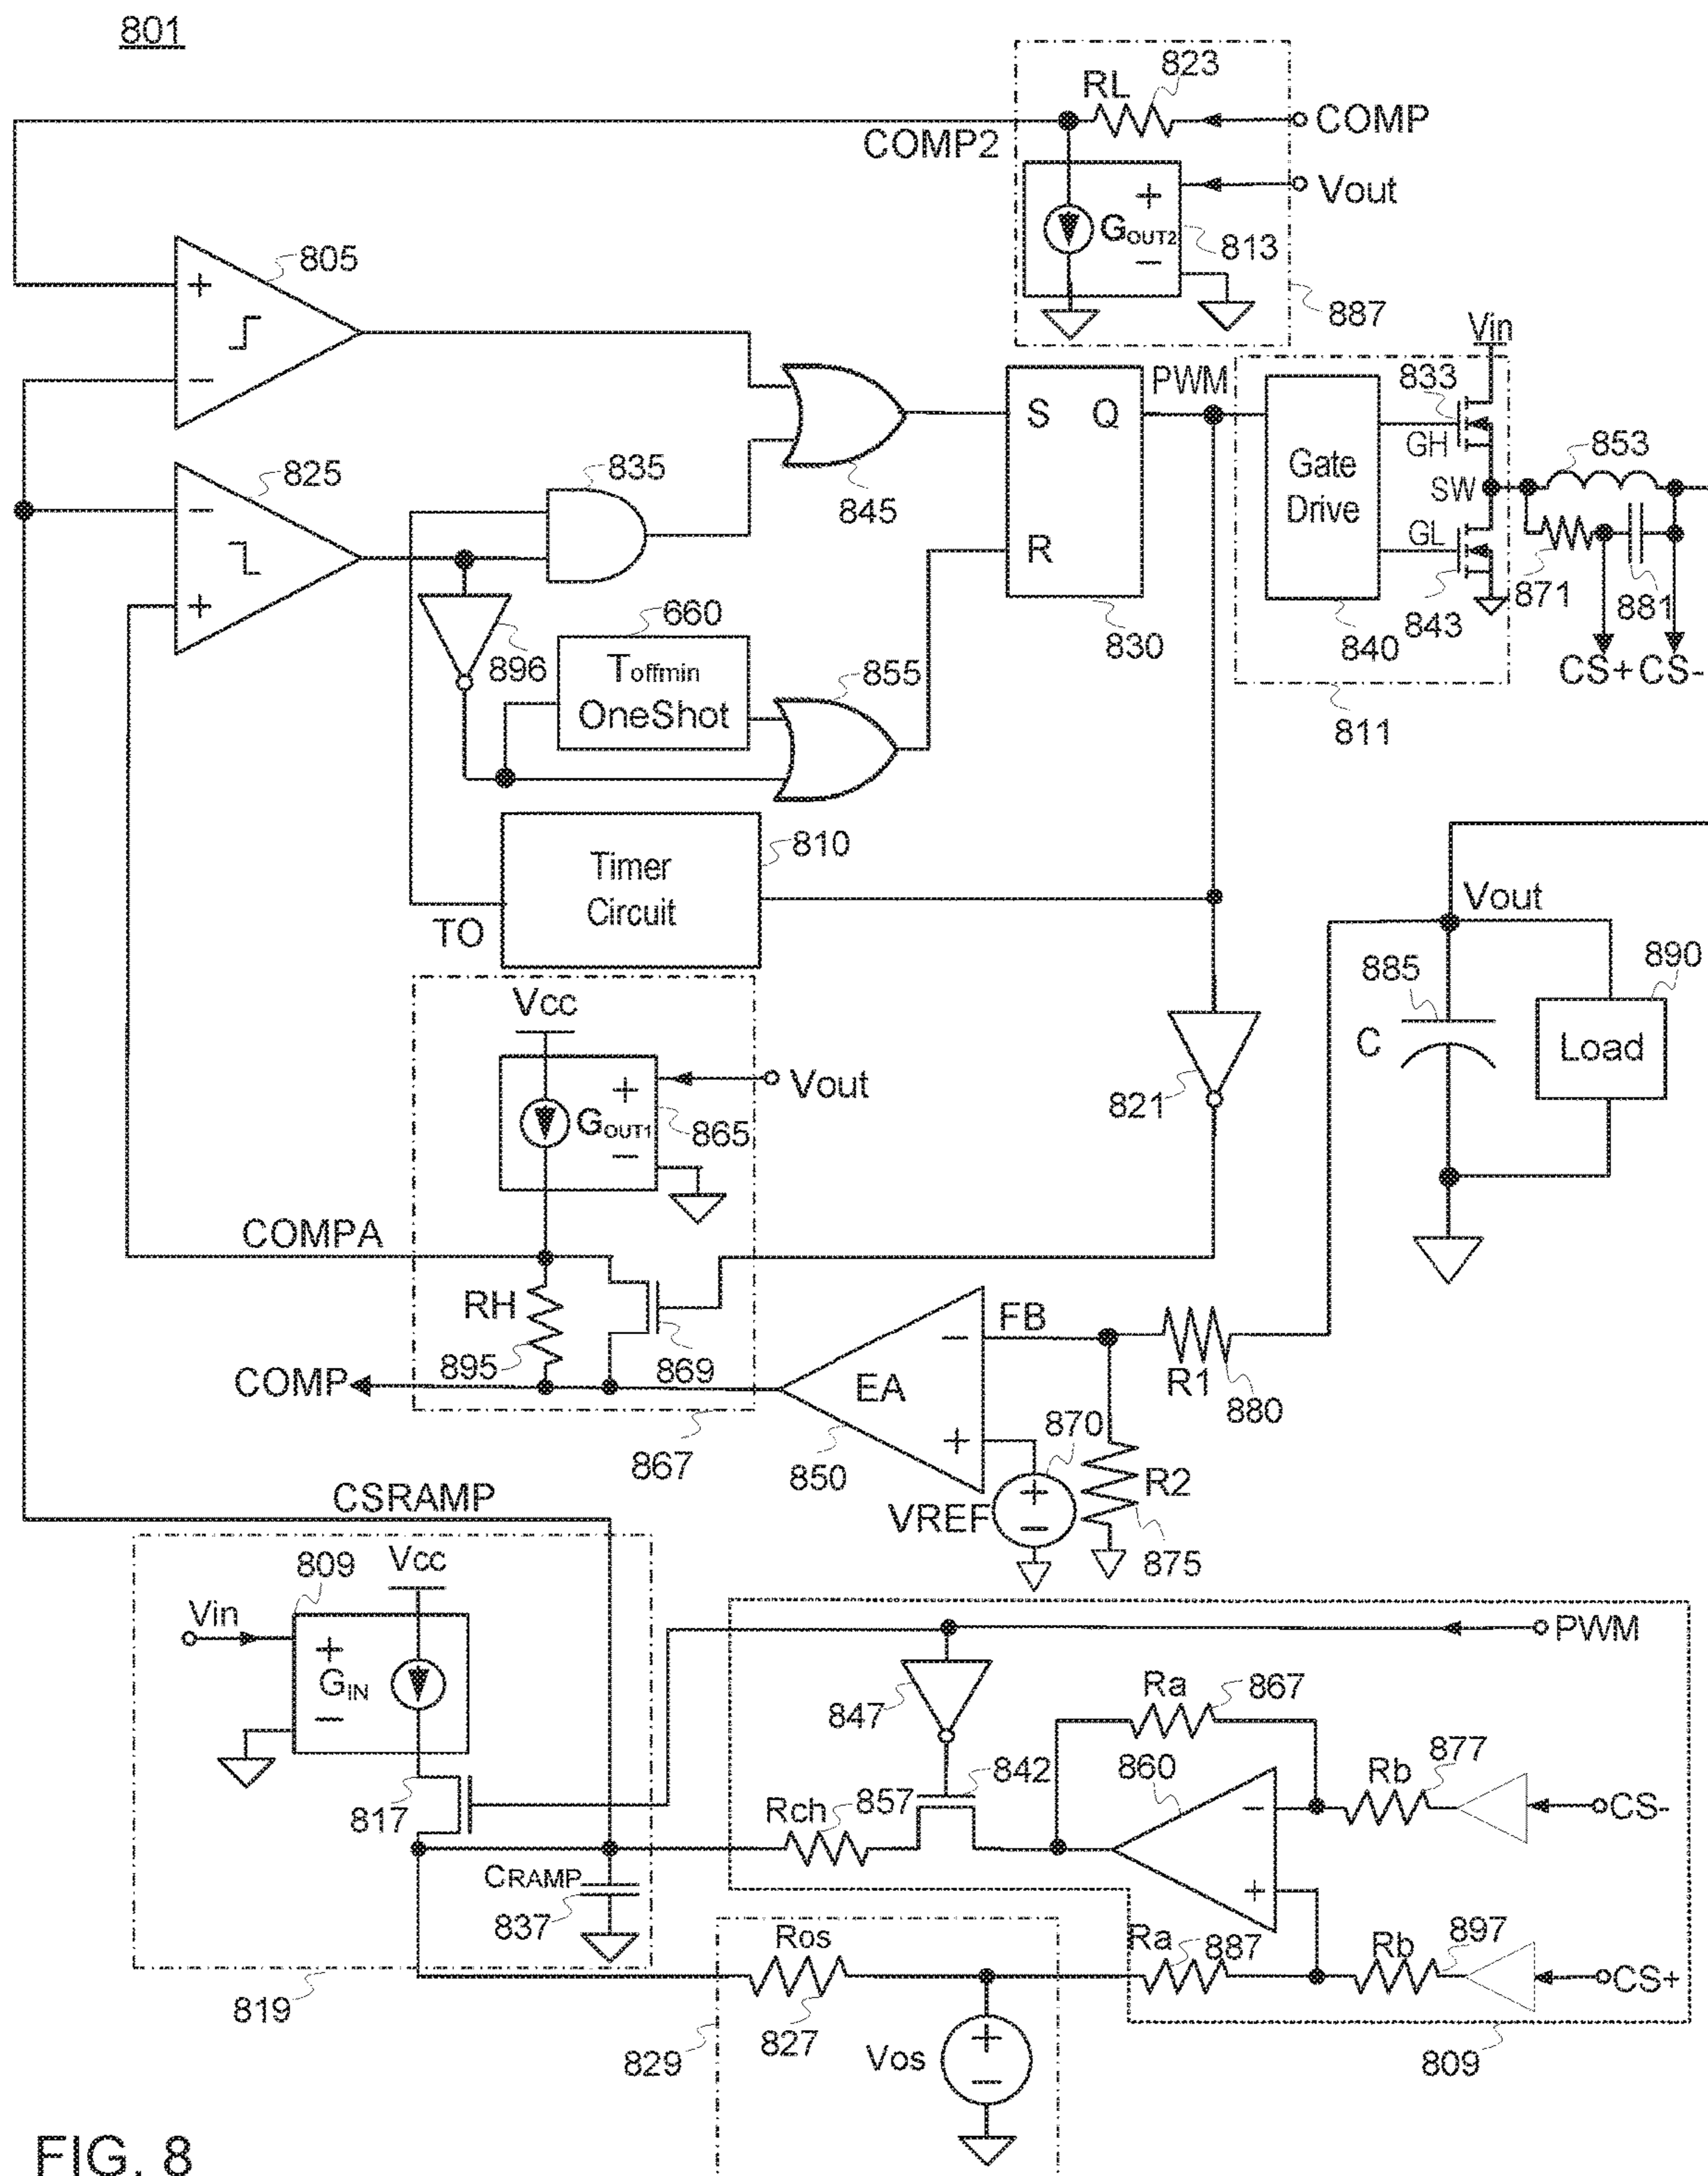 801
823
RL
COMP
COMP2
Vout
+
GOUT2
813
−
887
805
+
−
Vin
PWM
833
S
Q
GH
853
Gate
Drive
SW
825
835
845
−
R
GL
+
660
871
881
843
896
Toffmin
OneShot
855
830
840
CS+
CS-
811
810
Timer
Circuit
TO
Vout
885
890
C
Load
Vcc
+
Vout
GOUT1
865
−
821
COMPA
RH
FB
−
895
869
EA
R1
COMP
880
870
+
867
850
R2
CSRAMP
+
VREF
−
875
809
Vcc
Vin
PWM
+
GIN
−
847
Ra
867
842
860
Rb
877
817
Rch
857
−
CS-
CRAMP
837
+
Ros
Ra
887
Rb
897
CS+
819
827
+
829
Vos
−
809
FIG. 8